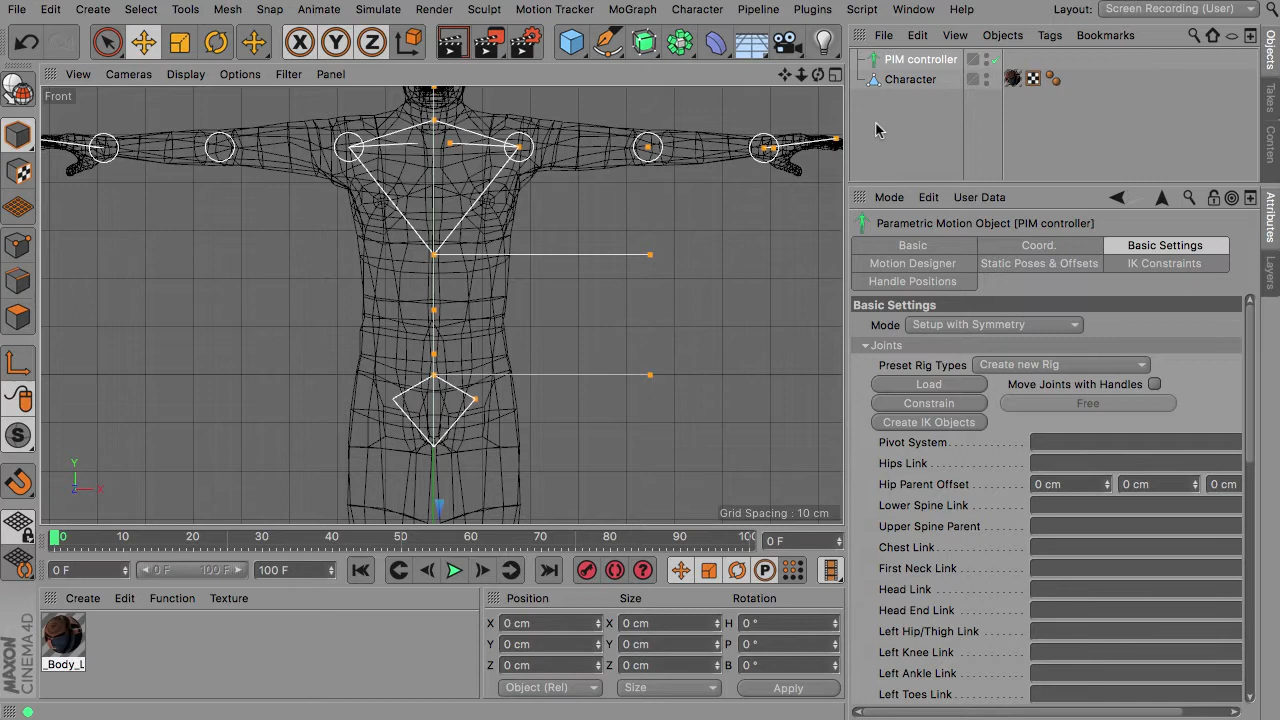 File Edit Create Select Tools Mesh Snap Animate Simulate Render Sculpt Motion Tracker MoGraph Character Pipeline Plugins Script Window Help Layout: Screen Recording (User)
X Y Z
File Edit View Objects Tags Bookmarks
View Cameras Display Options Filter Panel
Front
PIM controller
Character
Objects
Takes
Conten
Mode Edit User Data
Parametric Motion Object [PIM controller]
Basic Coord. Basic Settings
Motion Designer Static Poses & Offsets IK Constraints
Handle Positions
Attributes
Layers
Basic Settings
Mode Setup with Symmetry
Joints
Preset Rig Types Create new Rig
Load Move Joints with Handles
Constrain Free
Create IK Objects
Pivot System
Hips Link
Hip Parent Offset 0 cm 0 cm 0 cm
Lower Spine Link
Upper Spine Parent
Chest Link
First Neck Link
Head Link
Head End Link
Left Hip/Thigh Link
Left Knee Link
Left Ankle Link
Left Toes Link
Y
Z X
Grid Spacing : 10 cm
S
0 10 20 30 40 50 60 70 80 90 10 0 F
0 F 0 F 100 F 100 F
P
Create Edit Function Texture
_Body_L
Position Size Rotation
X 0 cm X 0 cm H 0 °
Y 0 cm Y 0 cm P 0 °
Z 0 cm Z 0 cm B 0 °
Object (Rel) Size Apply
MAXON
CINEMA 4D